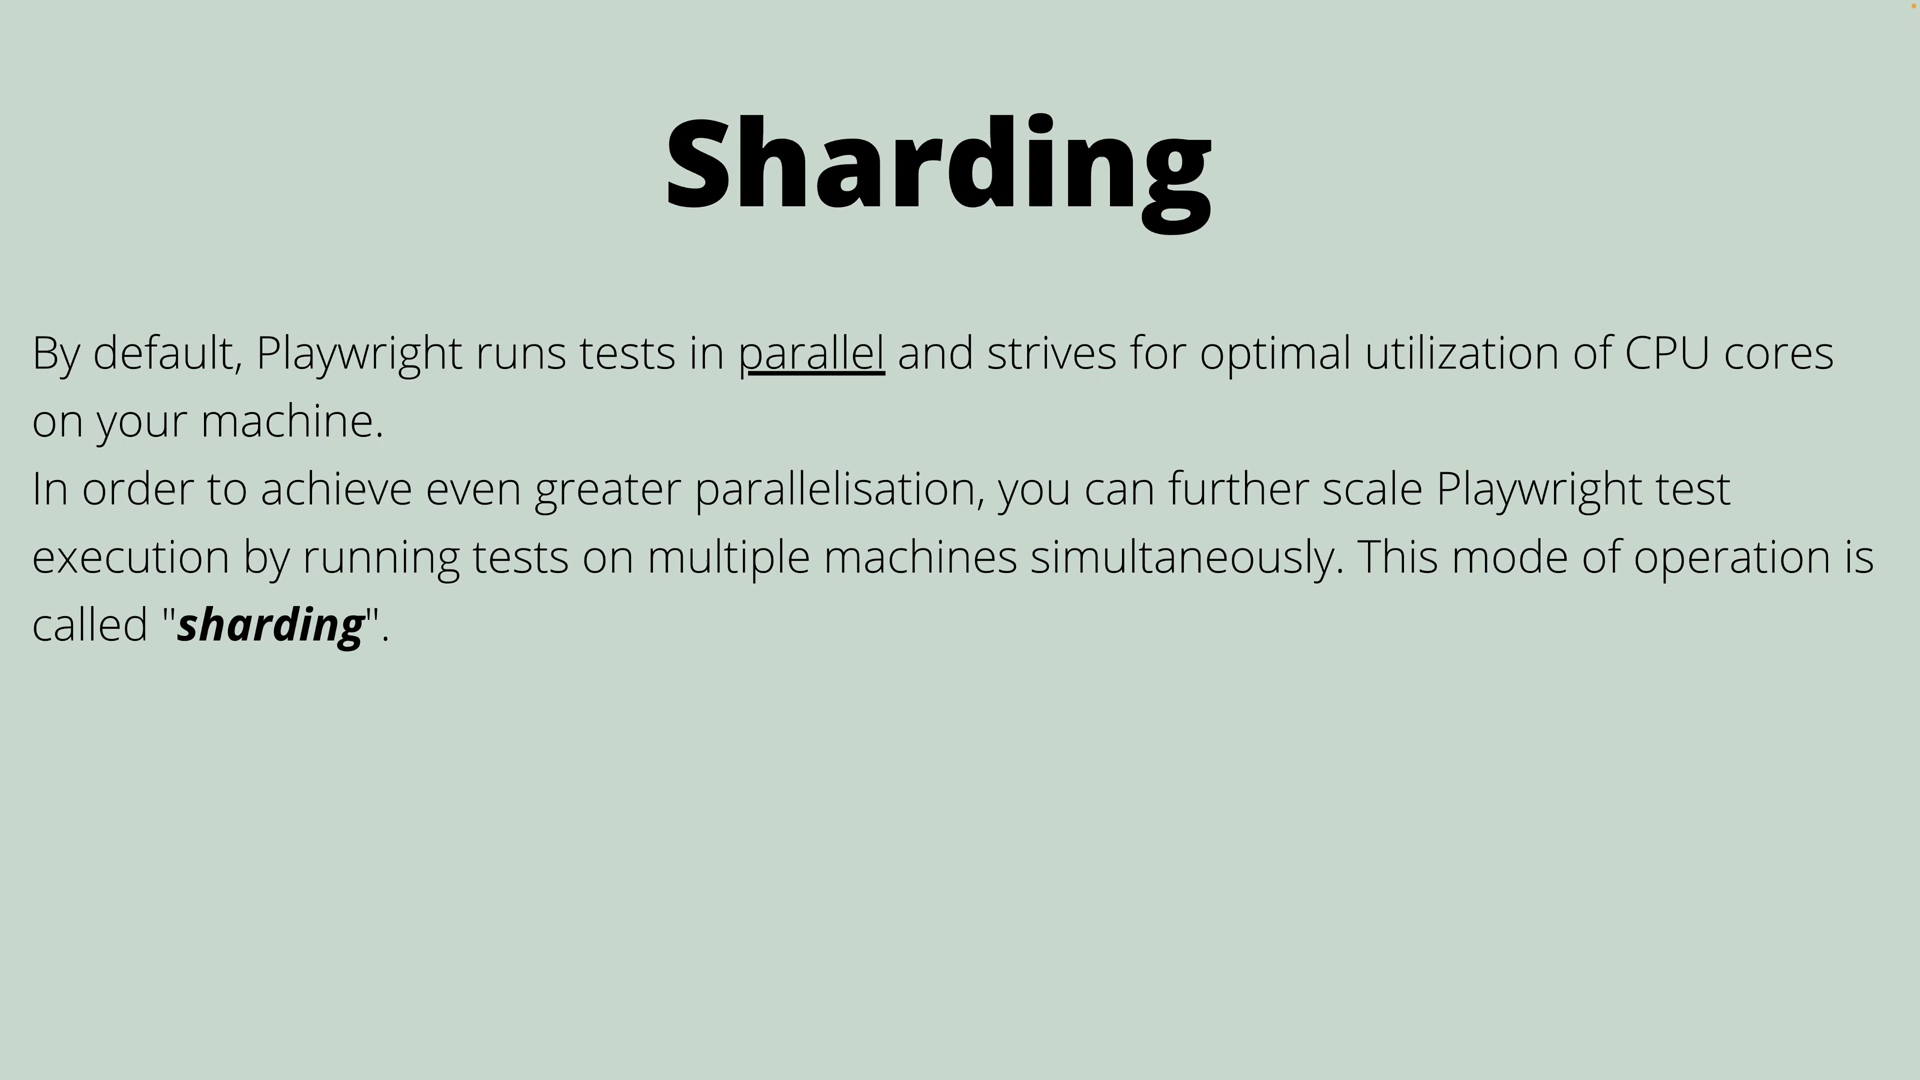 Sharding
By default, Playwright runs tests in parallel and strives for optimal utilization of CPU cores
on your machine.
In order to achieve even greater parallelisation, you can further scale Playwright test
execution by running tests on multiple machines simultaneously. This mode of operation is
called "sharding".